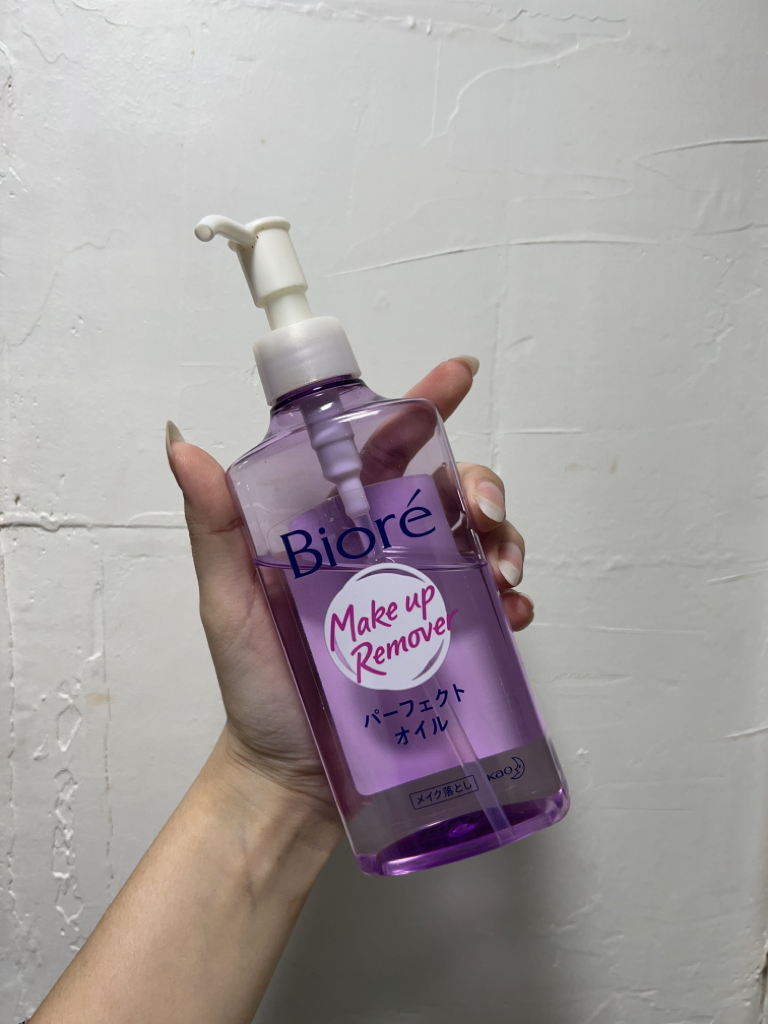 Bioré
Make up
Remover
パーフェクト
オイル
メイク落とし
Kao